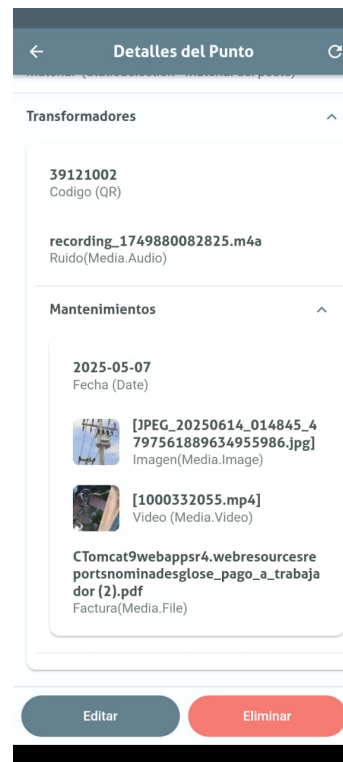 Detalles del Punto
Transformadores
39121002
Codigo (QR)
recording_1749880082825.m4a
Ruido(Media.Audio)
Mantenimientos
2025-05-07
Fecha (Date)
[JPEG_20250614_014845_4
797561889634955986.jpg]
Imagen(Media.Image)
[1000332055.mp4]
Video (Media.Video)
CTomcat9webappsr4.webresourcesre
portsnominadesglose_pago_a_trabaja
dor (2).pdf
Factura(Media.File)
Editar
Eliminar